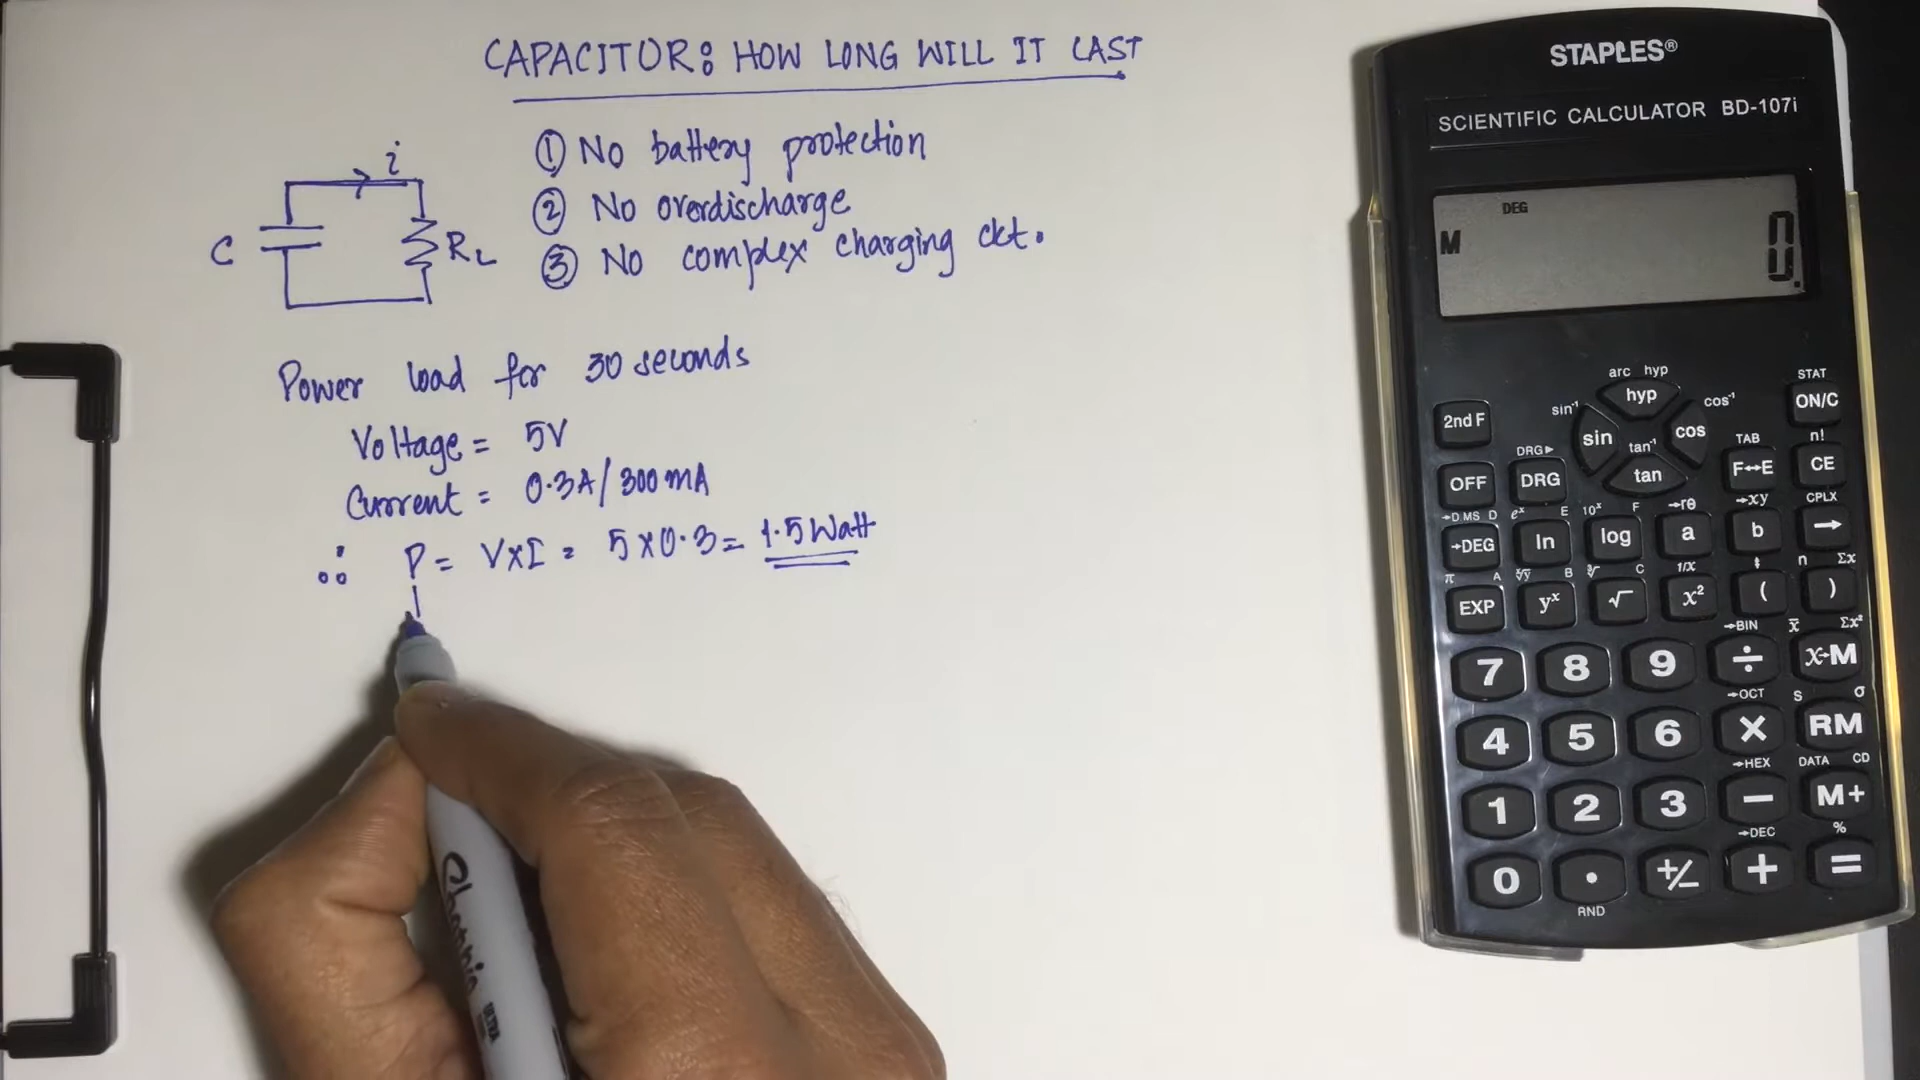 CAPACITOR: HOW LONG WILL IT LAST
i
C
RL
① No battery protection
② No overdischarge
③ No complex charging ckt.
Power load for 30 seconds
Voltage = 5V
Current = 0.3A/300mA
∴ P = V×I = 5×0.3 = 1.5 Watt
Sharpie
ULTRA
STAPLES®
SCIENTIFIC CALCULATOR BD-107i
DEG
M 0.
arc hyp STAT
2nd F sin⁻¹ hyp cos⁻¹ ON/C
DRG▶ sin tan⁻¹ cos TAB n!
OFF DRG tan F↔E CE
→D MS D eˣ E 10ˣ F →rθ →xy CPLX
→DEG ln log a b →
π A ∛y B ∛ C 1/x n Σx
EXP yˣ √ x² ( )
→BIN x̄ Σx²
7 8 9 ÷ X→M
→OCT S σ
4 5 6 × RM
→HEX DATA CD
1 2 3 − M+
→DEC %
0 • +/− + =
RND